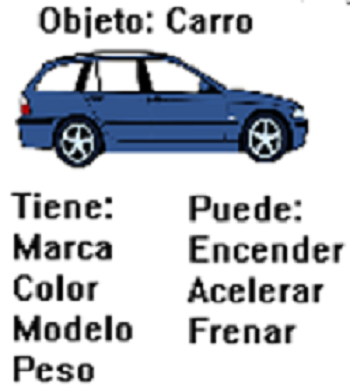 Objeto: Carro
Tiene:
Marca
Color
Modelo
Peso
Puede:
Encender
Acelerar
Frenar